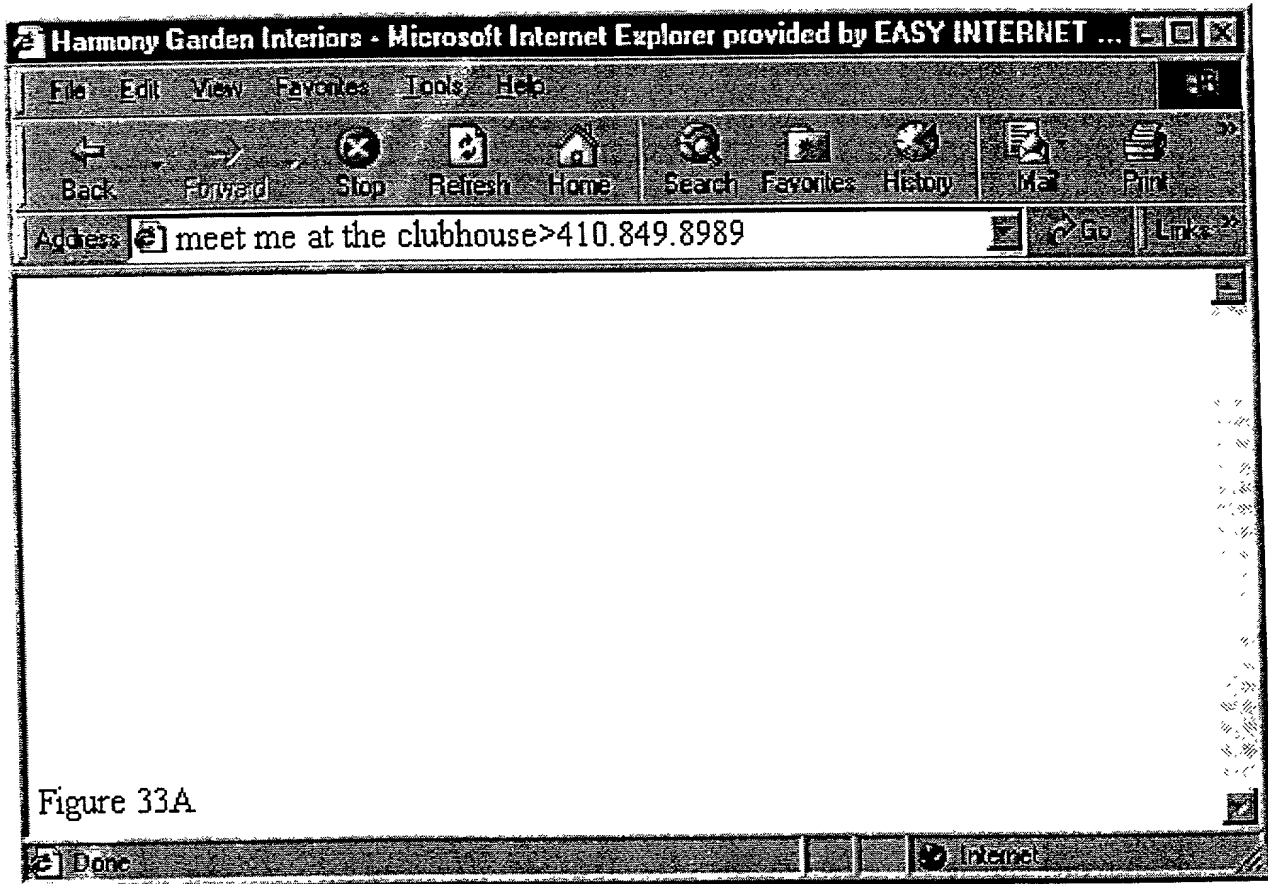 Harmony Garden Interiors - Microsoft Internet Explorer provided by EASY INTERNET ...
File Edit View Favorites Tools Help
Back Forward Stop Refresh Home Search Favorites History Mail Print
Address meet me at the clubhouse>410.849.8989 Go Links
Figure 33A
Done Internet